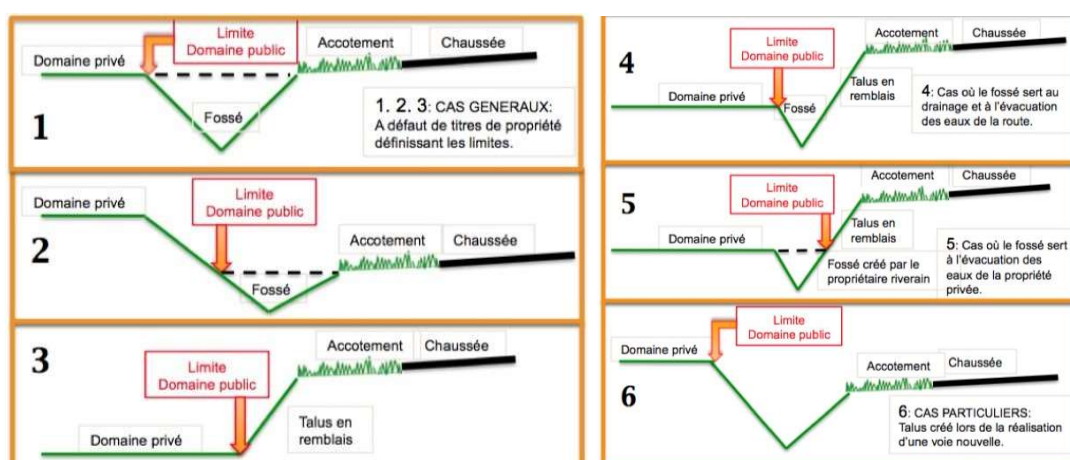 Limite
Domaine public
Domaine privé
Accotement
Chaussée
Fossé
1
1. 2. 3: CAS GENERAUX:
A défaut de titres de propriété
définissant les limites.
Domaine privé
Limite
Domaine public
2
Accotement
Chaussée
Fossé
3
Limite
Domaine public
Accotement
Chaussée
Domaine privé
Talus en
remblais
4
Limite
Domaine public
Accotement
Chaussée
Domaine privé
Fossé
Talus en
remblais
4: Cas où le fossé sert au
drainage et à l'évacuation
des eaux de la route.
5
Limite
Domaine public
Accotement
Chaussée
Domaine privé
Talus en
remblais
Fossé créé par le
propriétaire riverain
5: Cas où le fossé sert
à l'évacuation des
eaux de la propriété
privée.
Limite
Domaine public
Domaine privé
6
Accotement
Chaussée
6: CAS PARTICULIERS:
Talus créé lors de la réalisation
d'une voie nouvelle.